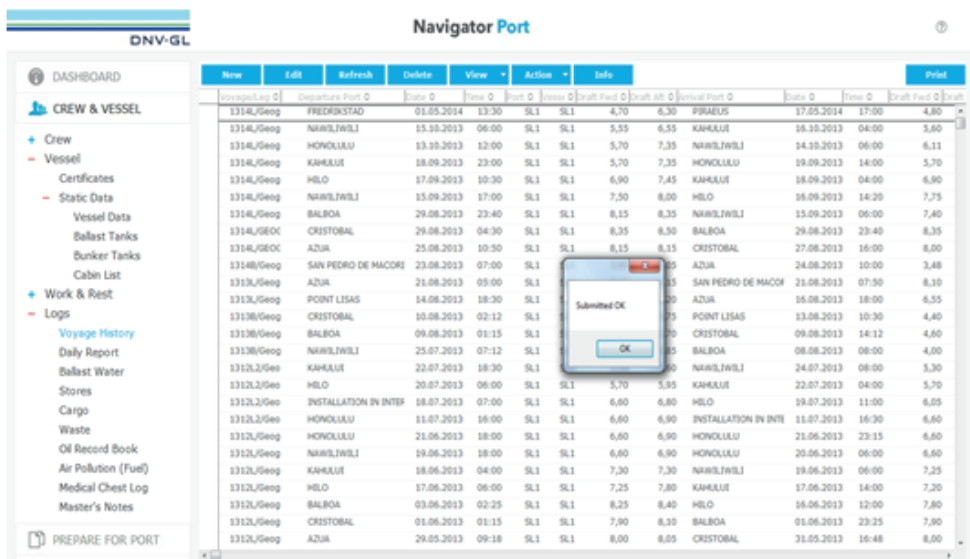 DNV·GL
Navigator Port
DASHBOARD
CREW & VESSEL
+ Crew
− Vessel
Certificates
− Static Data
Vessel Data
Ballast Tanks
Bunker Tanks
Cabin List
+ Work & Rest
− Logs
Voyage History
Daily Report
Ballast Water
Stores
Cargo
Waste
Oil Record Book
Air Pollution (Fuel)
Medical Chest Log
Master's Notes
PREPARE FOR PORT
New Edit Refresh Delete View Action Info Print
Voyage/Leg Departure Port Date Time Port Draft Fwd Draft Aft Arrival Port Date Time Draft Fwd Draft
1314L/Geog FREDRIKSTAD 01.05.2014 13:30 SL1 SL1 4,70 6,30 PIRAEUS 17.05.2014 17:00 4,80
1314L/Geog NAWILIWILI 15.10.2013 06:00 SL1 SL1 5,55 6,55 KAHULUI 16.10.2013 04:00 5,60
1314L/Geog HONOLULU 13.10.2013 12:00 SL1 SL1 5,70 7,35 NAWILIWILI 14.10.2013 06:00 6,11
1314L/Geog KAHULUI 18.09.2013 23:00 SL1 SL1 5,70 7,35 HONOLULU 19.09.2013 14:00 5,70
1314L/Geog HILO 17.09.2013 10:30 SL1 SL1 6,90 7,45 KAHULUI 18.09.2013 04:00 6,90
1314L/Geog NAWILIWILI 15.09.2013 17:00 SL1 SL1 7,50 8,00 HILO 16.09.2013 14:20 7,75
1314L/Geog BALBOA 29.08.2013 23:40 SL1 SL1 8,15 8,35 NAWILIWILI 15.09.2013 06:00 7,40
1314L/GEOC CRISTOBAL 29.08.2013 04:30 SL1 SL1 8,35 8,50 BALBOA 29.08.2013 23:40 8,35
1314L/GEOC AZUA 25.08.2013 10:50 SL1 SL1 8,15 8,15 CRISTOBAL 27.08.2013 16:00 8,00
1314B/Geog SAN PEDRO DE MACORI 23.08.2013 07:00 SL1 AZUA 24.08.2013 10:00 3,48
1313L/Geog AZUA 21.08.2013 05:00 SL1 SAN PEDRO DE MACOF 21.08.2013 07:50 8,10
1313L/Geog POINT LISAS 14.08.2013 18:30 SL1 AZUA 16.08.2013 18:00 6,55
1313B/Geog CRISTOBAL 10.08.2013 02:12 SL1 POINT LISAS 13.08.2013 10:30 4,40
1313B/Geog BALBOA 09.08.2013 01:15 SL1 CRISTOBAL 09.08.2013 14:12 4,60
1313B/Geog NAWILIWILI 25.07.2013 07:12 SL1 BALBOA 08.08.2013 08:00 4,00
1312L2/Geo KAHULUI 22.07.2013 18:30 SL1 NAWILIWILI 24.07.2013 08:00 5,30
1312L2/Geo HILO 20.07.2013 06:00 SL1 SL1 5,70 5,95 KAHULUI 22.07.2013 04:00 5,70
1312L2/Geo INSTALLATION IN INTEF 18.07.2013 07:00 SL1 SL1 6,60 6,80 HILO 19.07.2013 11:00 6,05
1312L/Geog HONOLULU 11.07.2013 16:00 SL1 SL1 6,60 6,90 INSTALLATION IN INTE 11.07.2013 16:30 6,60
1312L/Geog HONOLULU 21.06.2013 18:00 SL1 SL1 6,60 6,90 HONOLULU 21.06.2013 23:15 6,60
1312L/Geog NAWILIWILI 19.06.2013 18:00 SL1 SL1 6,60 6,90 HONOLULU 20.06.2013 06:00 6,60
1312L/Geog KAHULUI 18.06.2013 04:00 SL1 SL1 7,30 7,30 NAWILIWILI 19.06.2013 06:00 7,25
1312L/Geog HILO 17.06.2013 06:00 SL1 SL1 7,25 7,80 KAHULUI 17.06.2013 14:00 7,20
1312L/Geog BALBOA 03.06.2013 02:25 SL1 SL1 8,25 8,40 HILO 16.06.2013 12:00 7,80
1312L/Geog CRISTOBAL 01.06.2013 01:15 SL1 SL1 7,90 8,10 BALBOA 01.06.2013 23:25 7,90
1312L/Geog AZUA 29.05.2013 09:18 SL1 SL1 8,00 8,05 CRISTOBAL 31.05.2013 16:48 8,00
Submitted OK
OK